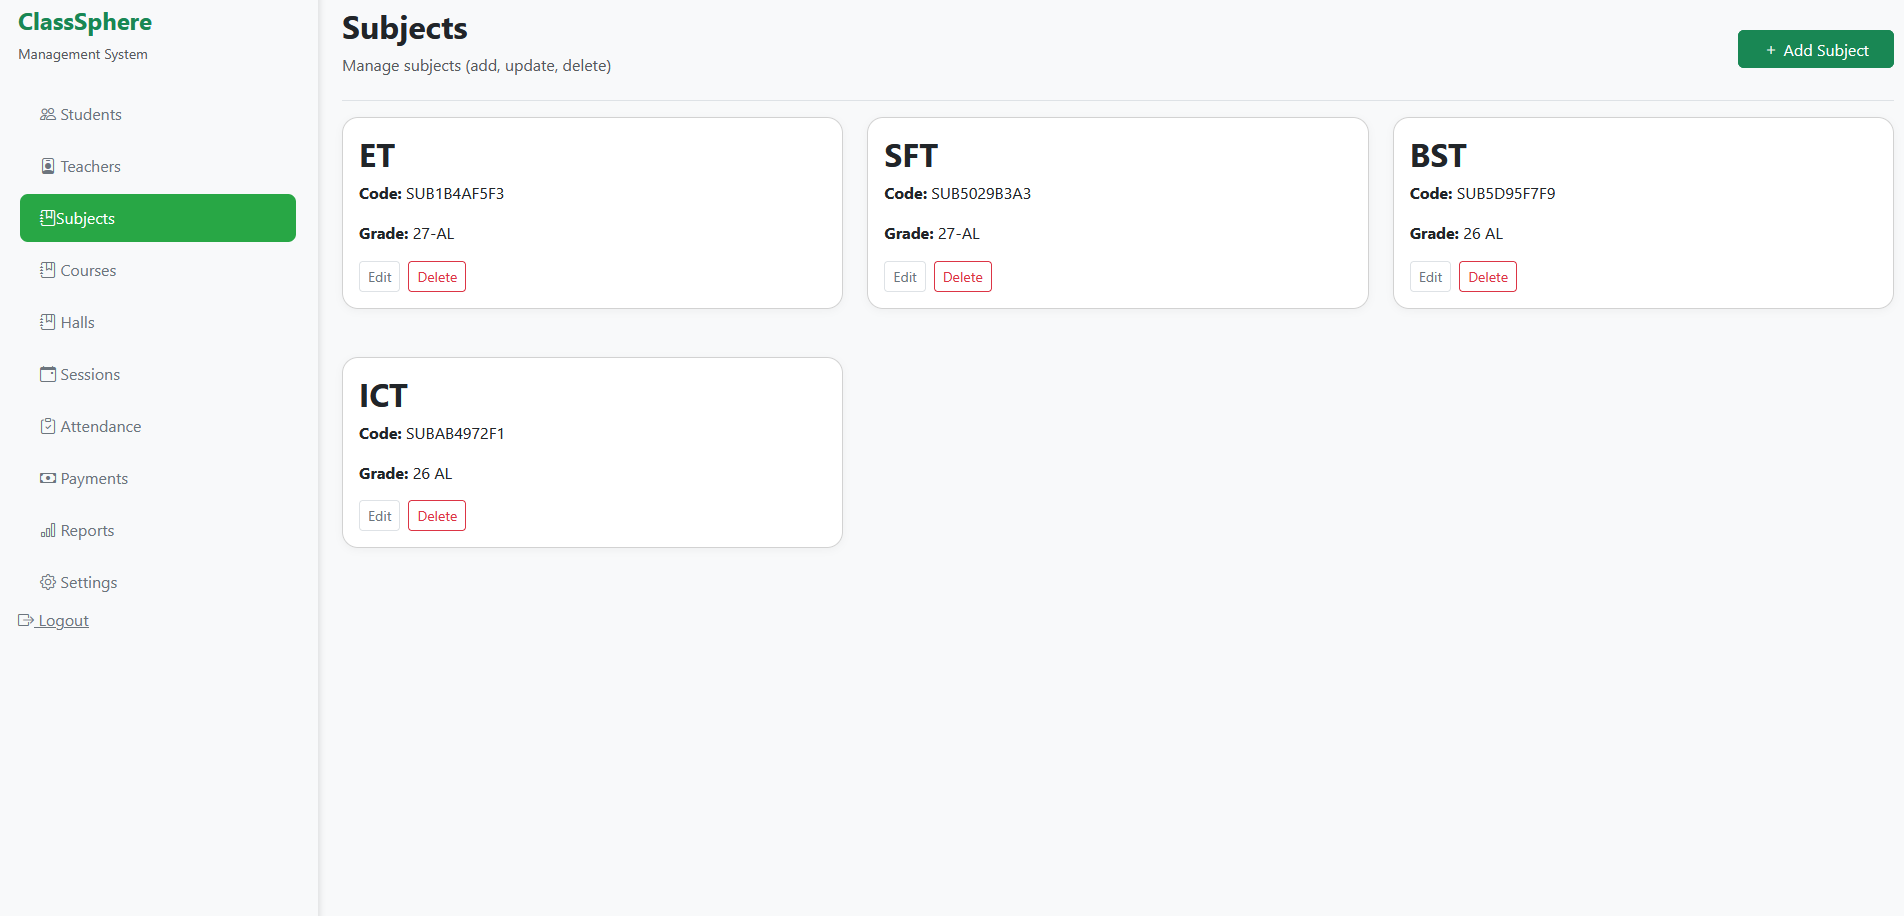 ClassSphere
Management System
Students
Teachers
Subjects
Courses
Halls
Sessions
Attendance
Payments
Reports
Settings
Logout
Subjects
Manage subjects (add, update, delete)
+ Add Subject
ET
Code: SUB1B4AF5F3
Grade: 27-AL
Edit Delete
SFT
Code: SUB5029B3A3
Grade: 27-AL
Edit Delete
BST
Code: SUB5D95F7F9
Grade: 26 AL
Edit Delete
ICT
Code: SUBAB4972F1
Grade: 26 AL
Edit Delete